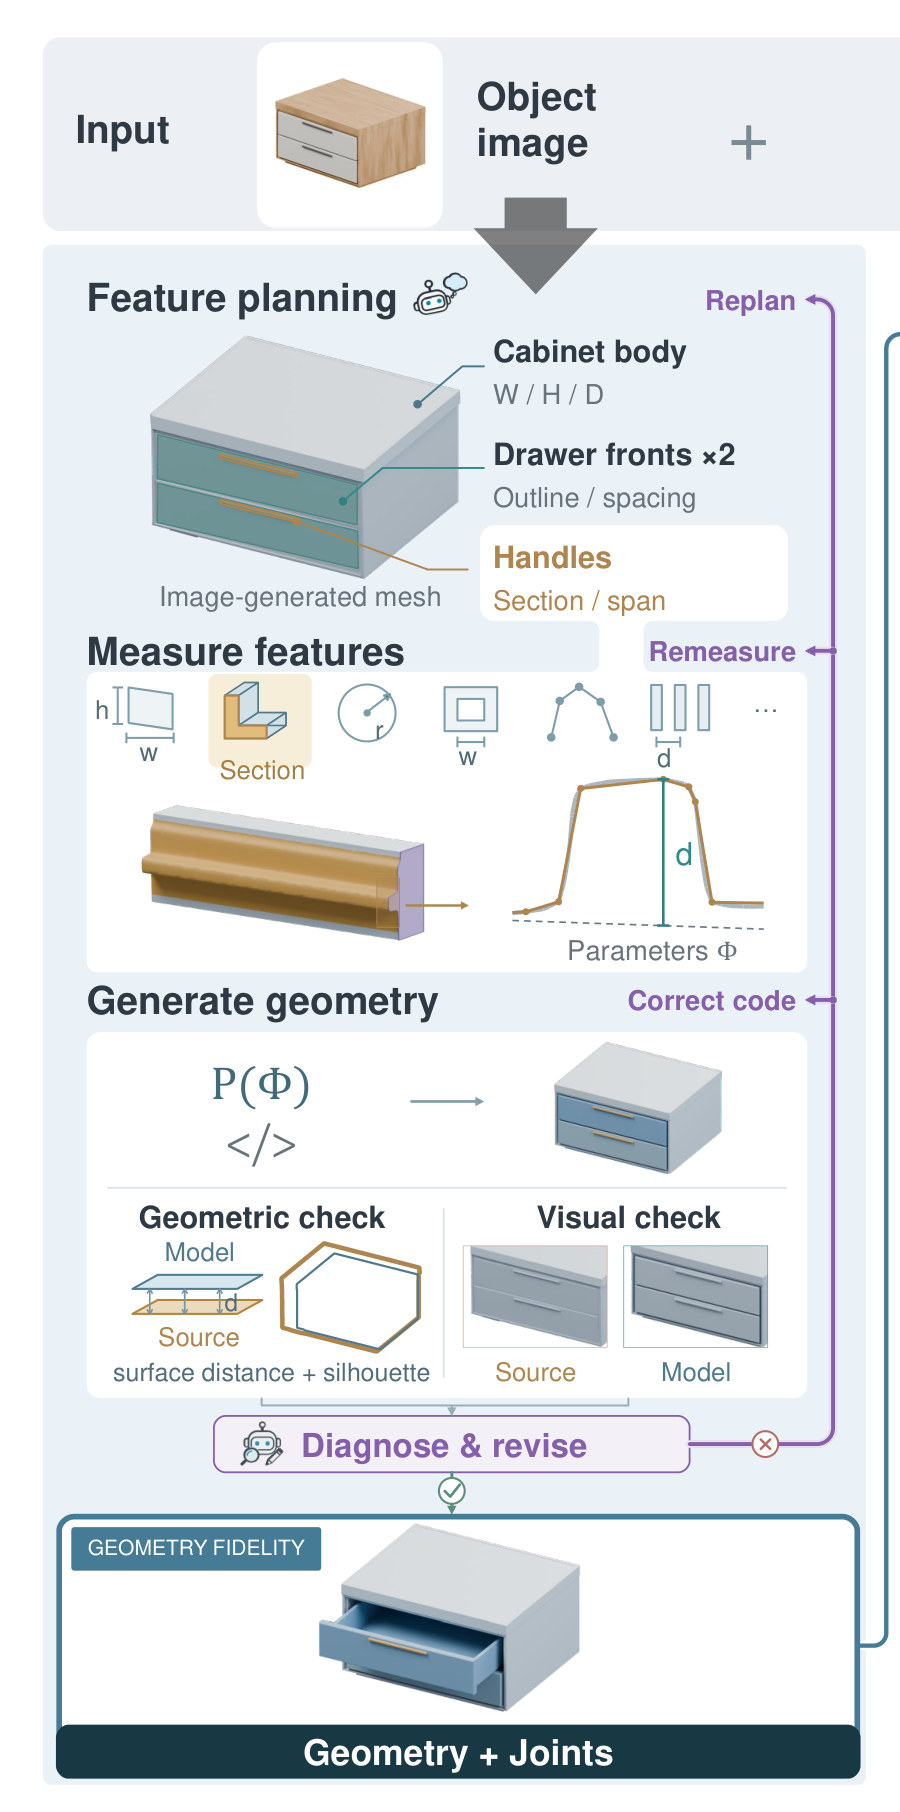 Input
Object
image
+
Feature planning
Replan
Cabinet body
W / H / D
Drawer fronts ×2
Outline / spacing
Handles
Section / span
Image-generated mesh
Measure features
Remeasure
h
w
Section
r
w
d
...
d
Parameters Φ
Generate geometry
Correct code
P(Φ)
</>
Geometric check
Model
d
Source
surface distance + silhouette
Visual check
Source
Model
Diagnose & revise
GEOMETRY FIDELITY
Geometry + Joints